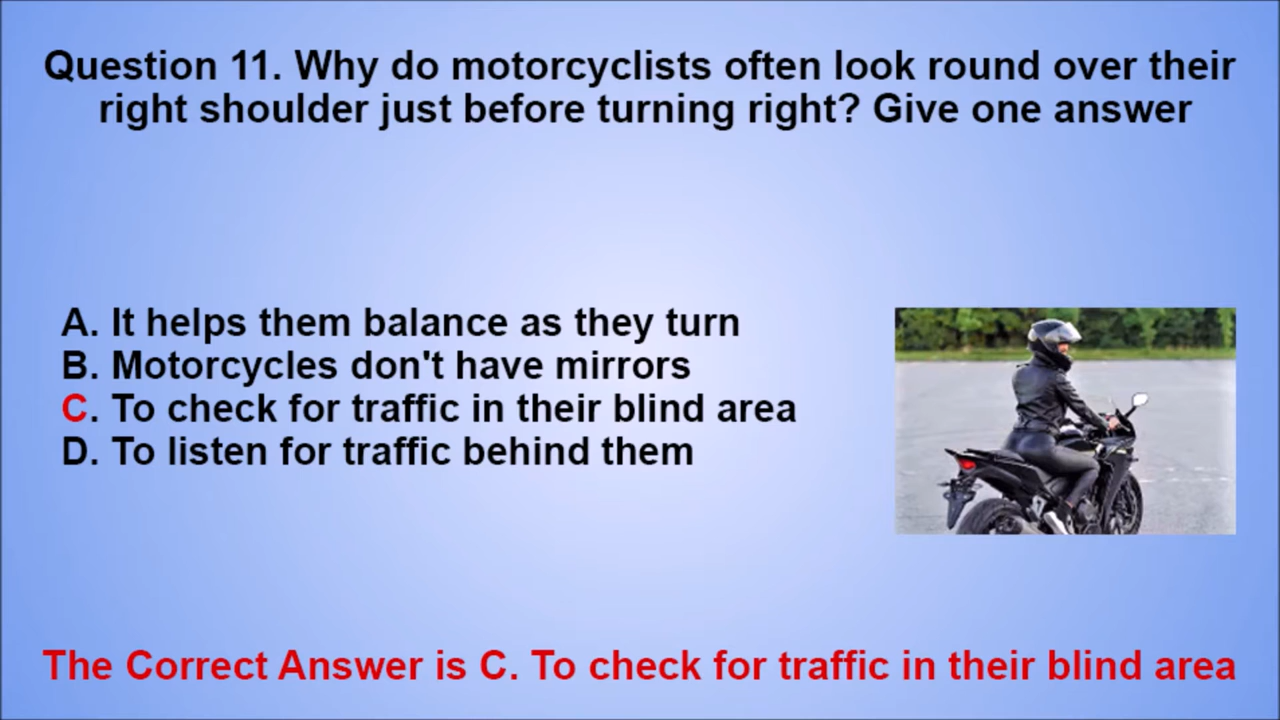 Question 11. Why do motorcyclists often look round over their
right shoulder just before turning right? Give one answer
A. It helps them balance as they turn
B. Motorcycles don't have mirrors
C. To check for traffic in their blind area
D. To listen for traffic behind them
The Correct Answer is C. To check for traffic in their blind area